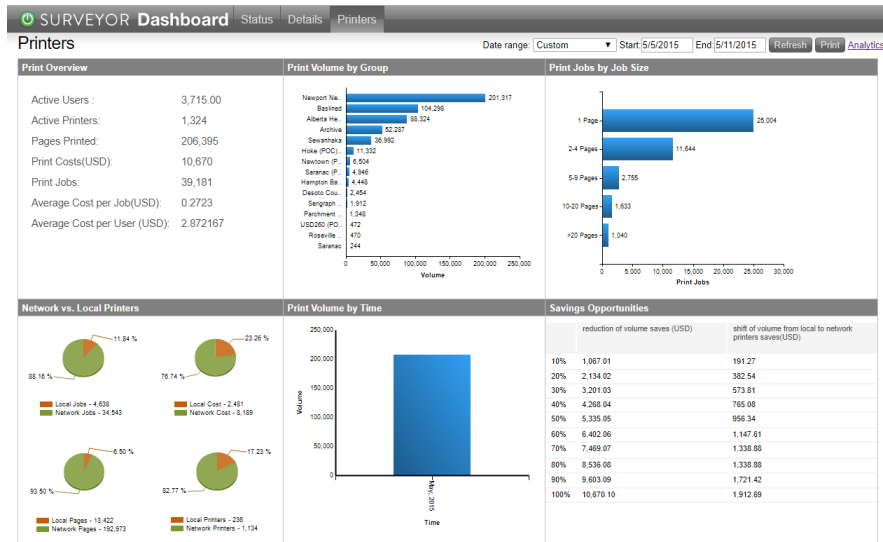 SURVEYOR Dashboard Status Details Printers
Printers
Date range: Custom Start: 5/5/2015 End: 5/11/2015 Refresh Print Analytics
Print Overview
Active Users : 3,715.00
Active Printers: 1,324
Pages Printed: 206,395
Print Costs(USD): 10,670
Print Jobs: 39,181
Average Cost per Job(USD): 0.2723
Average Cost per User (USD): 2.872167
Print Volume by Group
Newport Ne.. 201,317
Baslined 104,296
Alberta He.. 88,324
Archive 52,287
Sewanhaka 36,992
Hoke (POC).. 11,332
Newtown (P.. 6,504
Saranac (P.. 4,946
Hampton Ba.. 4,448
Desoto Cou.. 2,454
Serigraph .. 1,912
Parchment .. 1,348
USD260 (PO.. 472
Roseville .. 470
Saranac 244
0 50,000 100,000 150,000 200,000 250,000
Volume
Print Jobs by Job Size
1 Page 25,004
2-4 Pages 11,644
5-9 Pages 2,755
10-20 Pages 1,633
>20 Pages 1,040
0 5,000 10,000 15,000 20,000 25,000 30,000
Print Jobs
Network vs. Local Printers
11.84 %
88.16 %
Local Jobs - 4,638
Network Jobs - 34,543
23.26 %
76.74 %
Local Cost - 2,481
Network Cost - 8,189
6.50 %
93.50 %
Local Pages - 13,422
Network Pages - 192,973
17.23 %
82.77 %
Local Printers - 236
Network Printers - 1,134
Print Volume by Time
250,000
200,000
150,000
100,000
50,000
0
Volume
May, 2015
Time
Savings Opportunities
reduction of volume saves (USD) shift of volume from local to network
printers saves(USD)
10% 1,067.01 191.27
20% 2,134.02 382.54
30% 3,201.03 573.81
40% 4,268.04 765.08
50% 5,335.05 956.34
60% 6,402.06 1,147.61
70% 7,469.07 1,338.88
80% 8,536.08 1,338.88
90% 9,603.09 1,721.42
100% 10,670.10 1,912.69